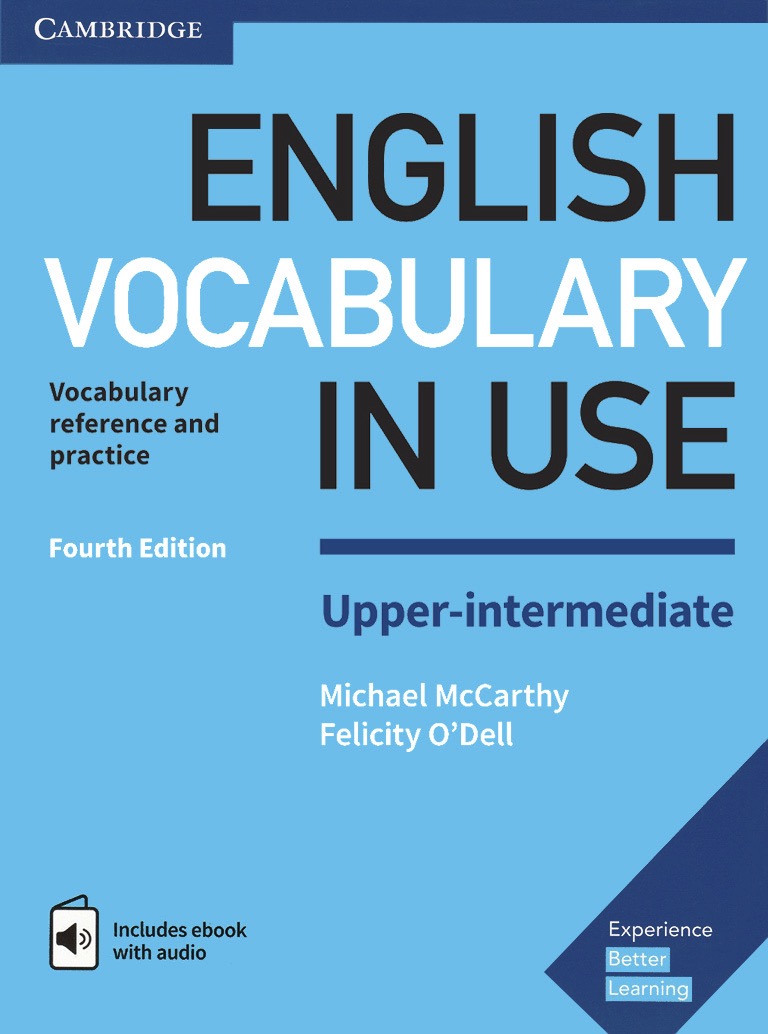 CAMBRIDGE
ENGLISH
VOCABULARY
IN USE
Vocabulary
reference and
practice
Fourth Edition
Upper-intermediate
Michael McCarthy
Felicity O'Dell
Includes ebook
with audio
Experience
Better
Learning